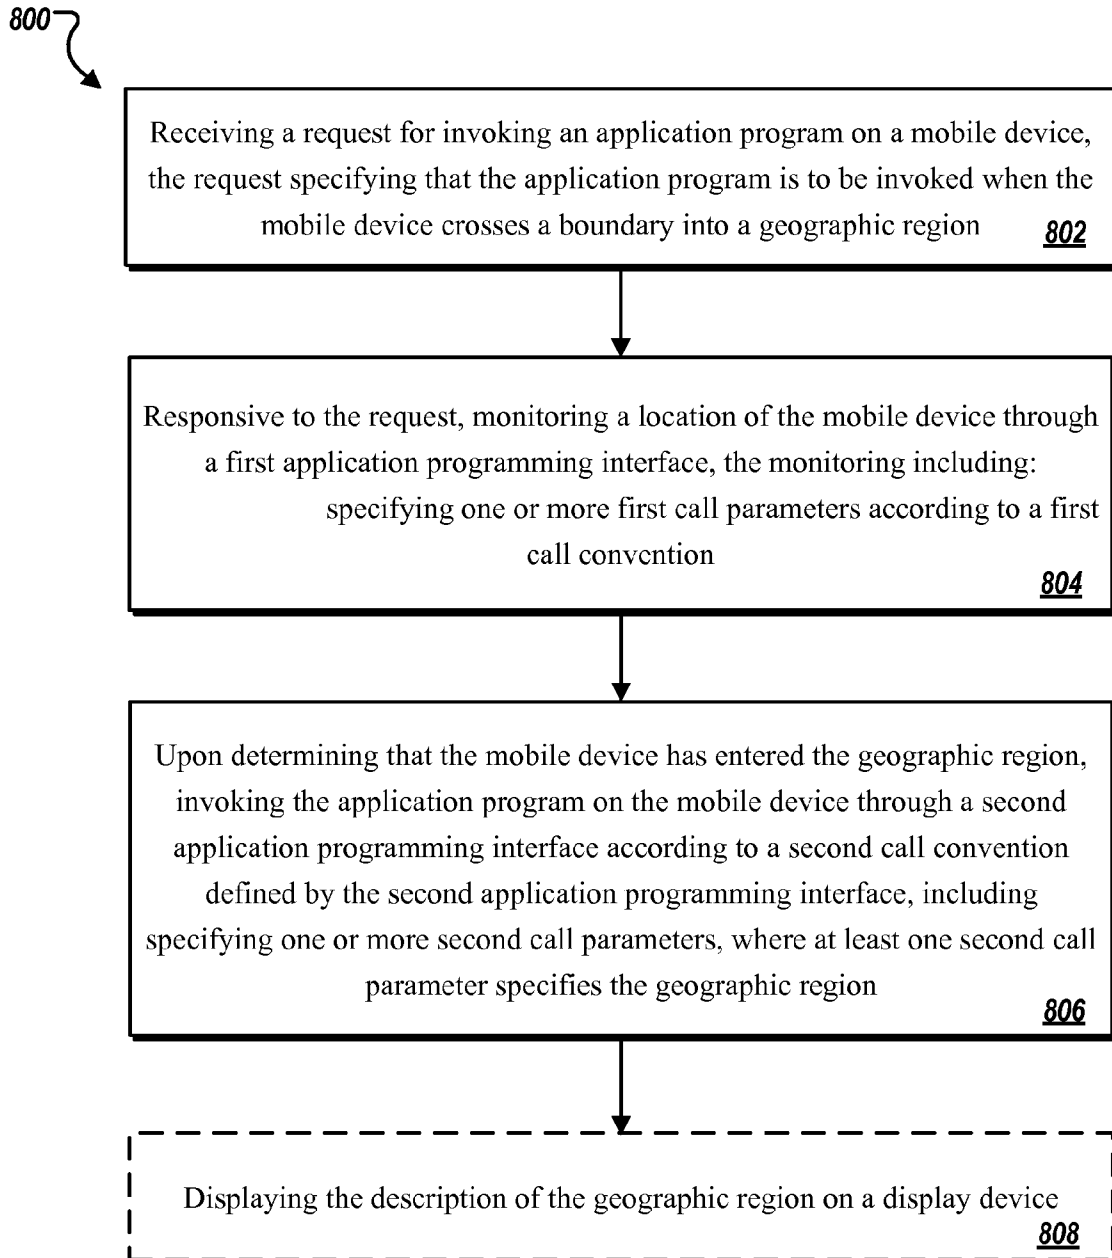 800
Receiving a request for invoking an application program on a mobile device,
the request specifying that the application program is to be invoked when the
mobile device crosses a boundary into a geographic region
802
Responsive to the request, monitoring a location of the mobile device through
a first application programming interface, the monitoring including:
specifying one or more first call parameters according to a first
call convention
804
Upon determining that the mobile device has entered the geographic region,
invoking the application program on the mobile device through a second
application programming interface according to a second call convention
defined by the second application programming interface, including
specifying one or more second call parameters, where at least one second call
parameter specifies the geographic region
806
Displaying the description of the geographic region on a display device
808